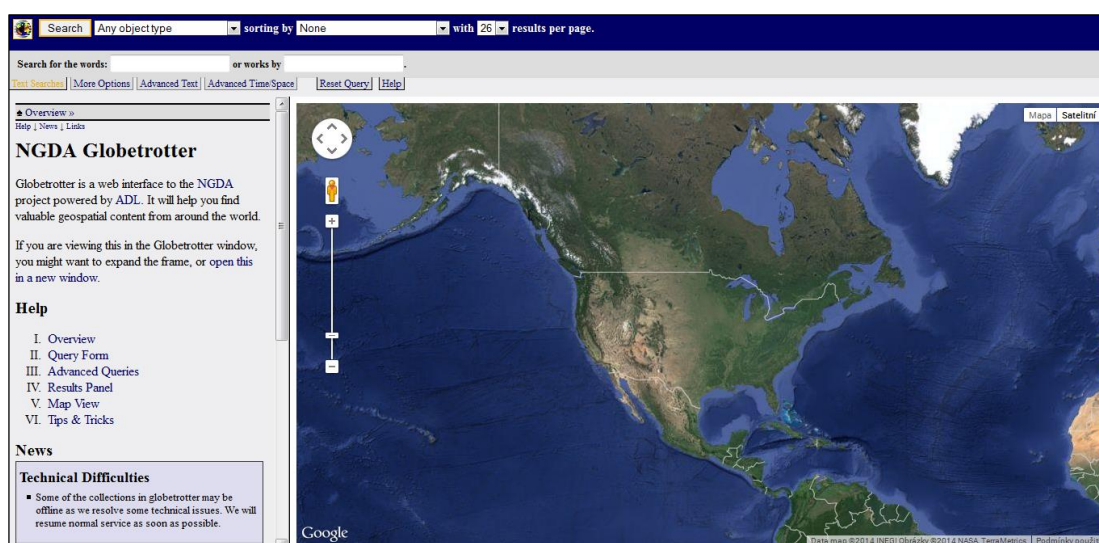 Search Any object type sorting by None with 26 results per page.
Search for the words: or works by .
Text Searches More Options Advanced Text Advanced Time/Space Reset Query Help
Overview »
Help | News | Links
NGDA Globetrotter
Globetrotter is a web interface to the NGDA
project powered by ADL. It will help you find
valuable geospatial content from around the world.
If you are viewing this in the Globetrotter window,
you might want to expand the frame, or open this
in a new window.
Help
I. Overview
II. Query Form
III. Advanced Queries
IV. Results Panel
V. Map View
VI. Tips & Tricks
News
Technical Difficulties
Some of the collections in globetrotter may be
offline as we resolve some technical issues. We will
resume normal service as soon as possible.
Mapa Satelitní
Google
Data map ©2014 INEGI Obrázky ©2014 NASA, TerraMetrics Podmínky použit